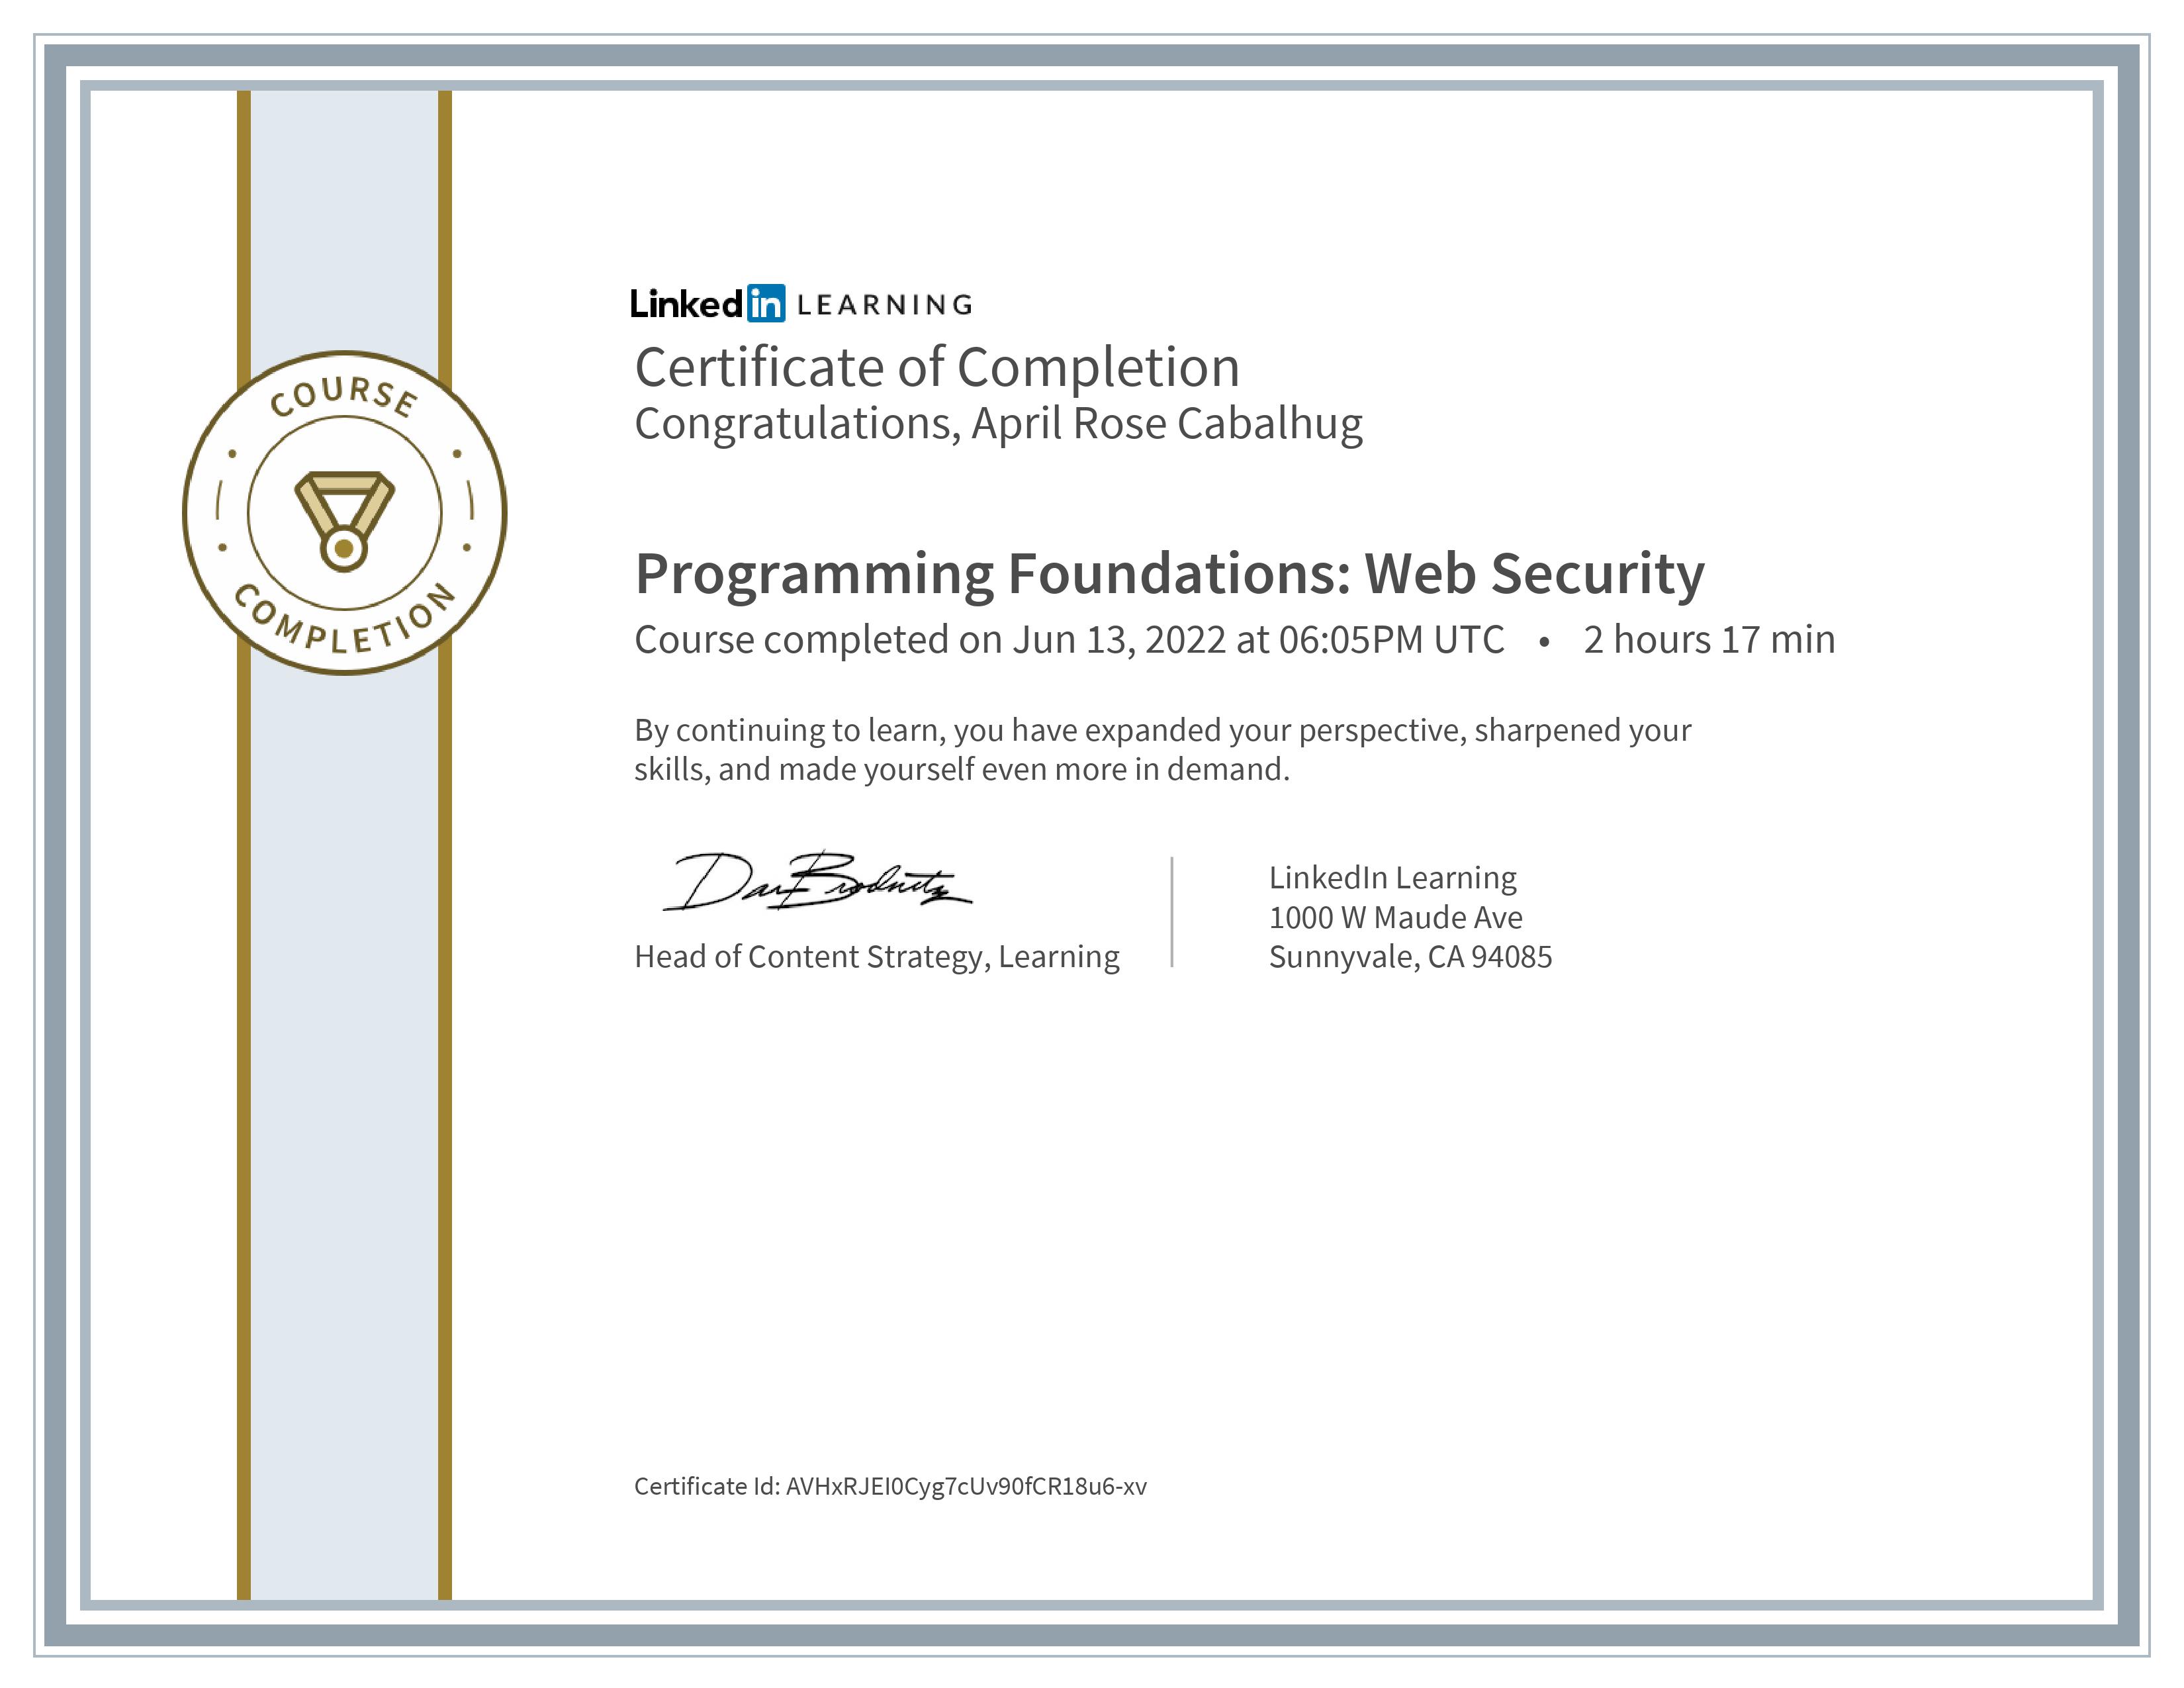 COURSE
COMPLETION
Linked in LEARNING
Certificate of Completion
Congratulations, April Rose Cabalhug
Programming Foundations: Web Security
Course completed on Jun 13, 2022 at 06:05PM UTC • 2 hours 17 min
By continuing to learn, you have expanded your perspective, sharpened your
skills, and made yourself even more in demand.
Dan Brodnitz
Head of Content Strategy, Learning
LinkedIn Learning
1000 W Maude Ave
Sunnyvale, CA 94085
Certificate Id: AVHxRJEI0Cyg7cUv90fCR18u6-xv